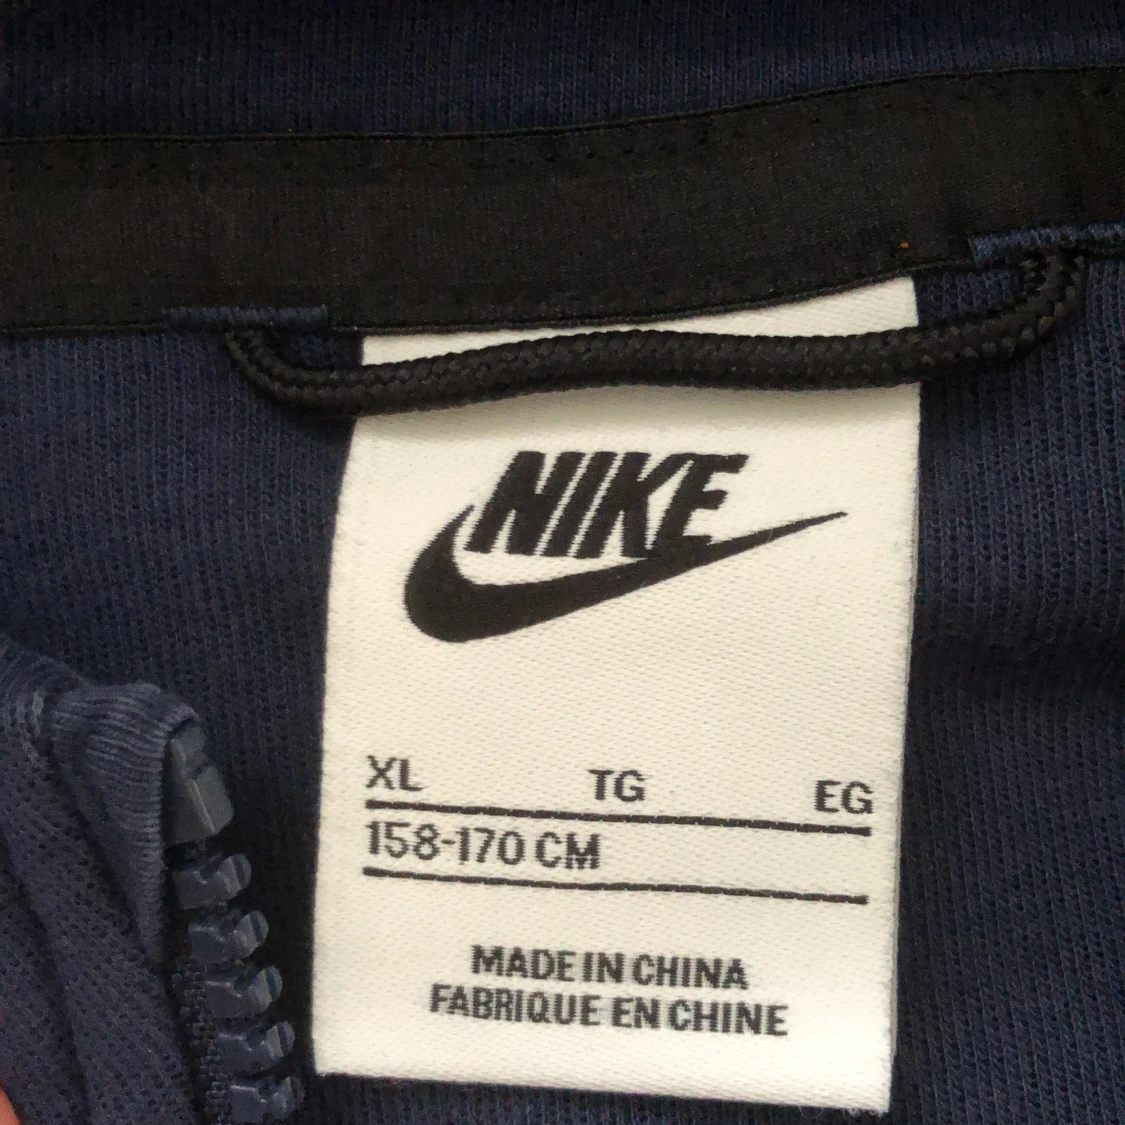 NIKE
XL TG EG
158-170 CM
MADE IN CHINA
FABRIQUE EN CHINE